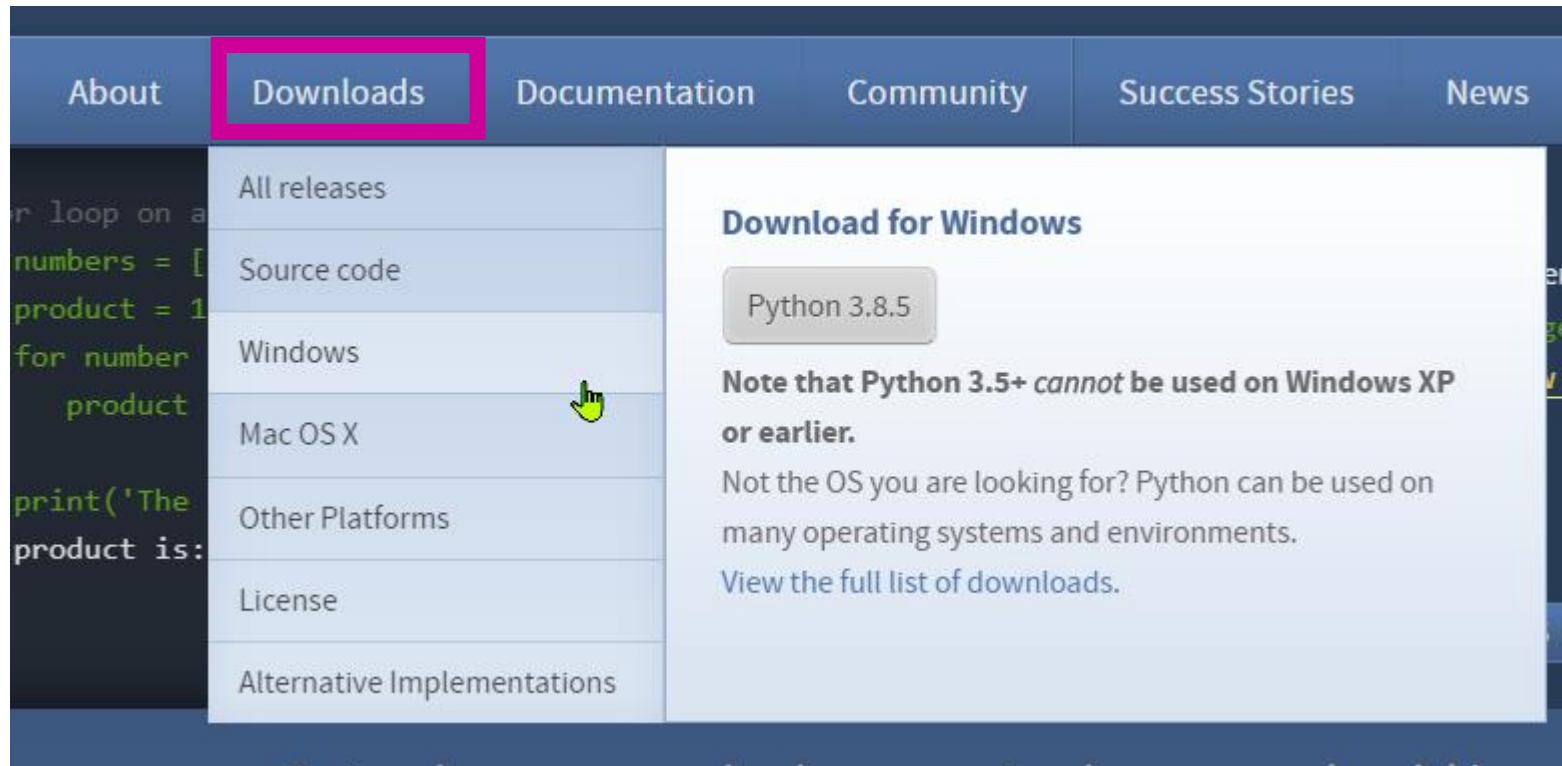 About Downloads Documentation Community Success Stories News
All releases
Source code
Windows
Mac OS X
Other Platforms
License
Alternative Implementations
Download for Windows
Python 3.8.5
Note that Python 3.5+ cannot be used on Windows XP
or earlier.
Not the OS you are looking for? Python can be used on
many operating systems and environments.
View the full list of downloads.
r loop on a
numbers = [
product = 1
for number
product
print('The
product is: